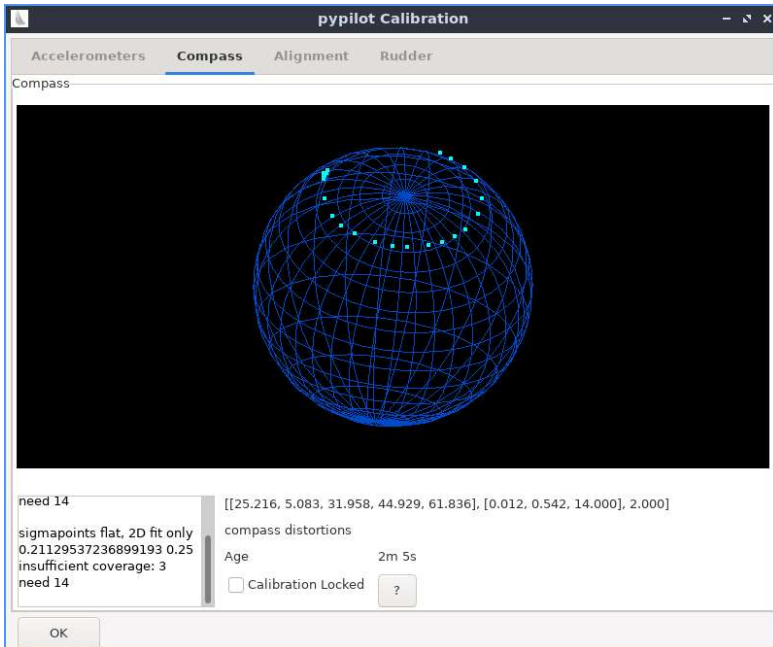 pypilot Calibration
Accelerometers Compass Alignment Rudder
Compass
need 14
sigmapoints flat, 2D fit only
0.21129537236899193 0.25
insufficient coverage: 3
need 14
[[25.216, 5.083, 31.958, 44.929, 61.836], [0.012, 0.542, 14.000], 2.000]
compass distortions
Age 2m 5s
Calibration Locked ?
OK